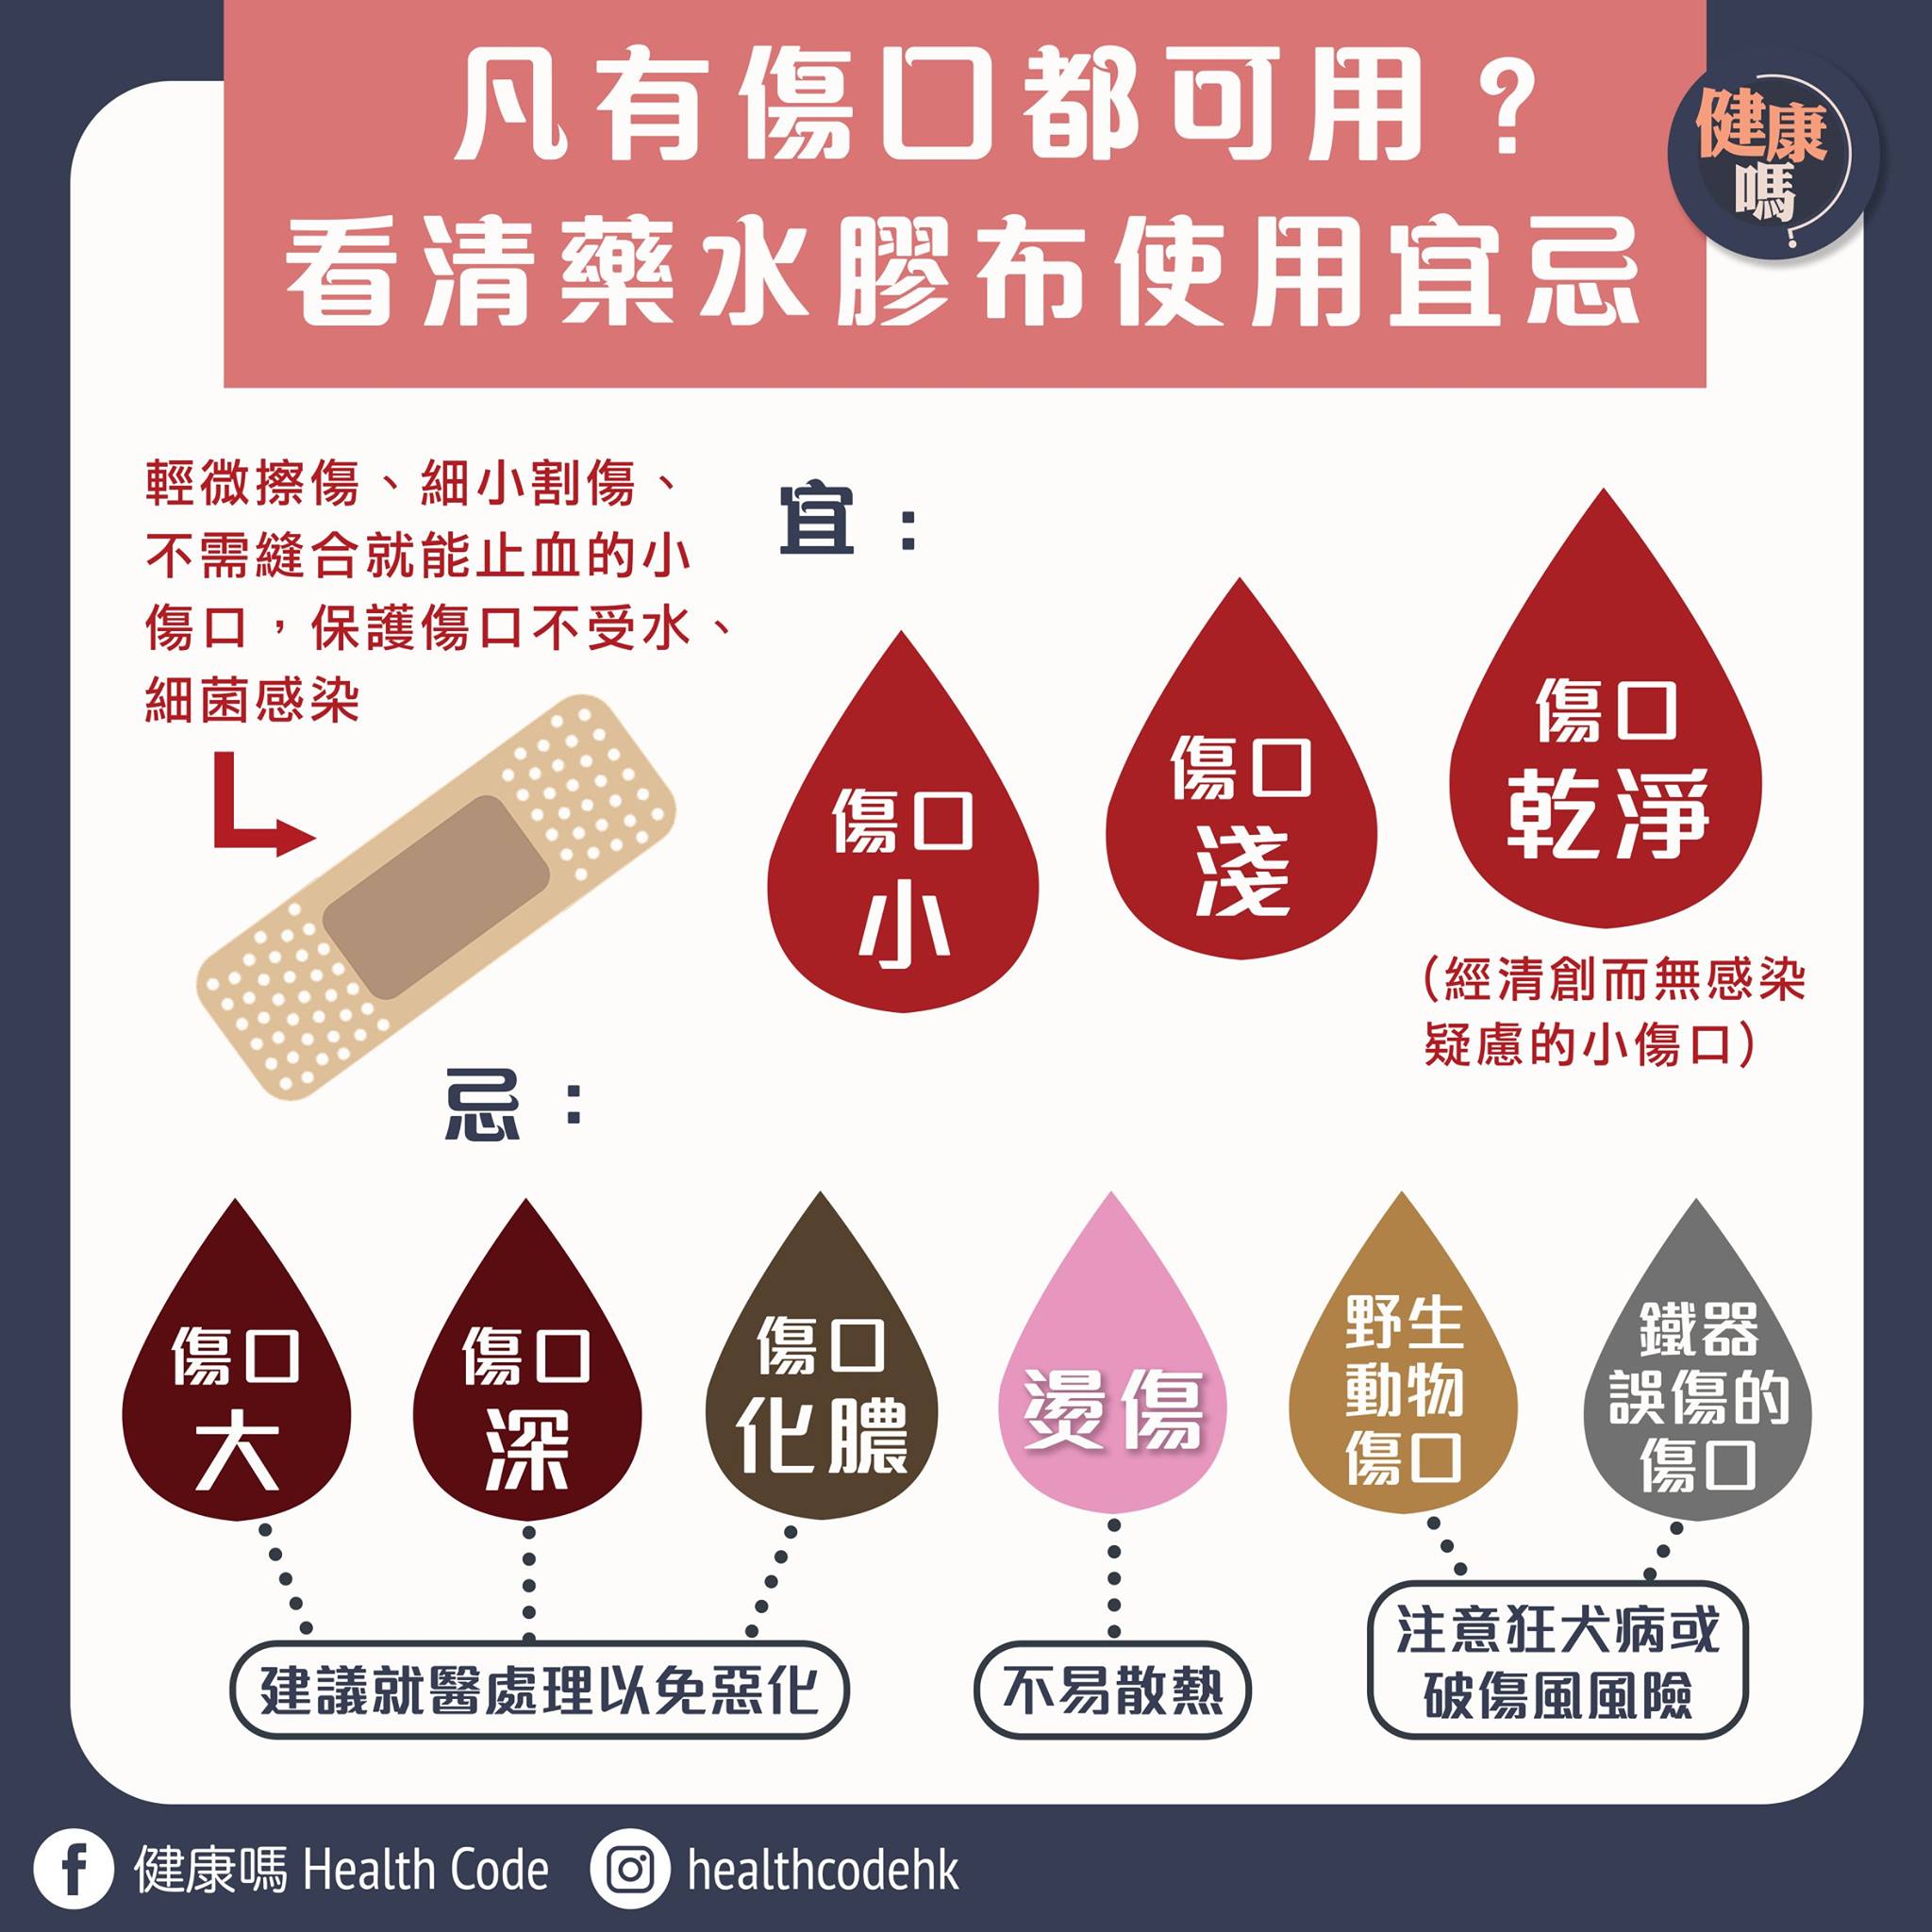 凡有傷口都可用？
看清藥水膠布使用宜忌
健康
嗎?
輕微擦傷、細小割傷、
不需縫合就能止血的小
傷口，保護傷口不受水、
細菌感染
宜：
傷口
小
傷口
淺
傷口
乾淨
（經清創而無感染
疑慮的小傷口）
忌：
傷口
大
傷口
深
傷口
化膿
燙傷
野生
動物
傷口
鐵器
誤傷的
傷口
建議就醫處理以免惡化
不易散熱
注意狂犬病或
破傷風風險
健康嗎 Health Code
healthcodehk